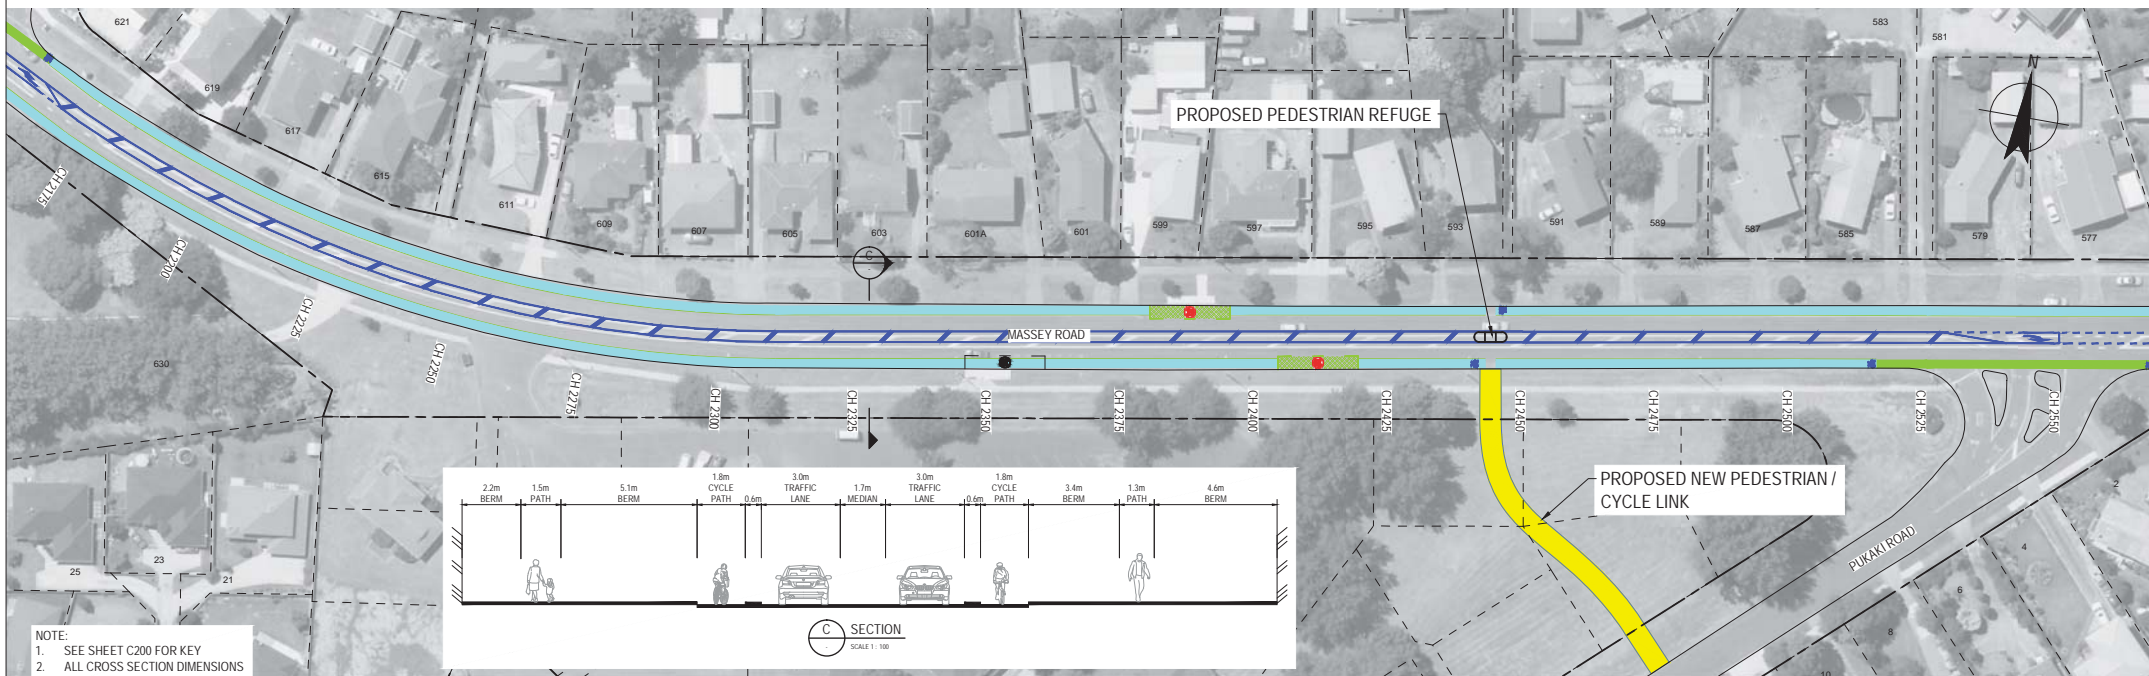 621
583
581
N
619
617
615
611
609
607
605
603
601A
601
599
597
595
593
591
589
587
585
579
577
PROPOSED PEDESTRIAN REFUGE
C
MASSEY ROAD
CH 2175
CH 2200
CH 2225
CH 2250
CH 2275
CH 2300
CH 2325
CH 2350
CH 2375
CH 2400
CH 2425
CH 2450
CH 2475
CH 2500
CH 2525
CH 2550
630
25
23
21
2
4
6
8
10
PROPOSED NEW PEDESTRIAN /
CYCLE LINK
PUKAKI ROAD
2.2m
BERM
1.5m
PATH
5.1m
BERM
1.8m
CYCLE
PATH
0.6m
3.0m
TRAFFIC
LANE
1.7m
MEDIAN
3.0m
TRAFFIC
LANE
0.6m
1.8m
CYCLE
PATH
3.4m
BERM
1.3m
PATH
4.6m
BERM
C SECTION
- SCALE 1 : 100
NOTE:
1. SEE SHEET C200 FOR KEY
2. ALL CROSS SECTION DIMENSIONS